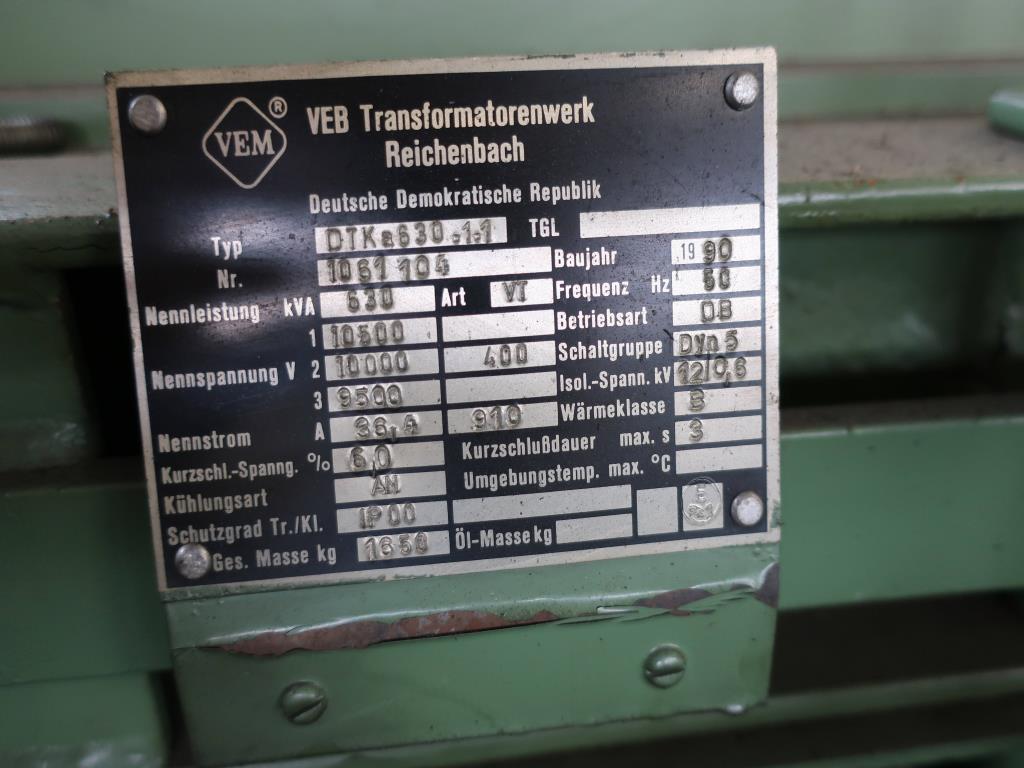 VEM ® VEB Transformatorenwerk
Reichenbach
Deutsche Demokratische Republik
Typ DTKa630.1.1 TGL
Nr. 1061104 Baujahr 1990
Nennleistung kVA 630 Art VT Frequenz Hz 50
1 10500 Betriebsart DB
Nennspannung V 2 10000 400 Schaltgruppe Dyn5
3 9500 Isol.-Spann. kV 12/0,6
Nennstrom A 36,4 910 Wärmeklasse B
Kurzschl.-Spanng. % 6,0 Kurzschlußdauer max. s 3
Kühlungsart AN Umgebungstemp. max. °C
Schutzgrad Tr./Kl. IP00
Ges. Masse kg 1650 Öl-Masse kg